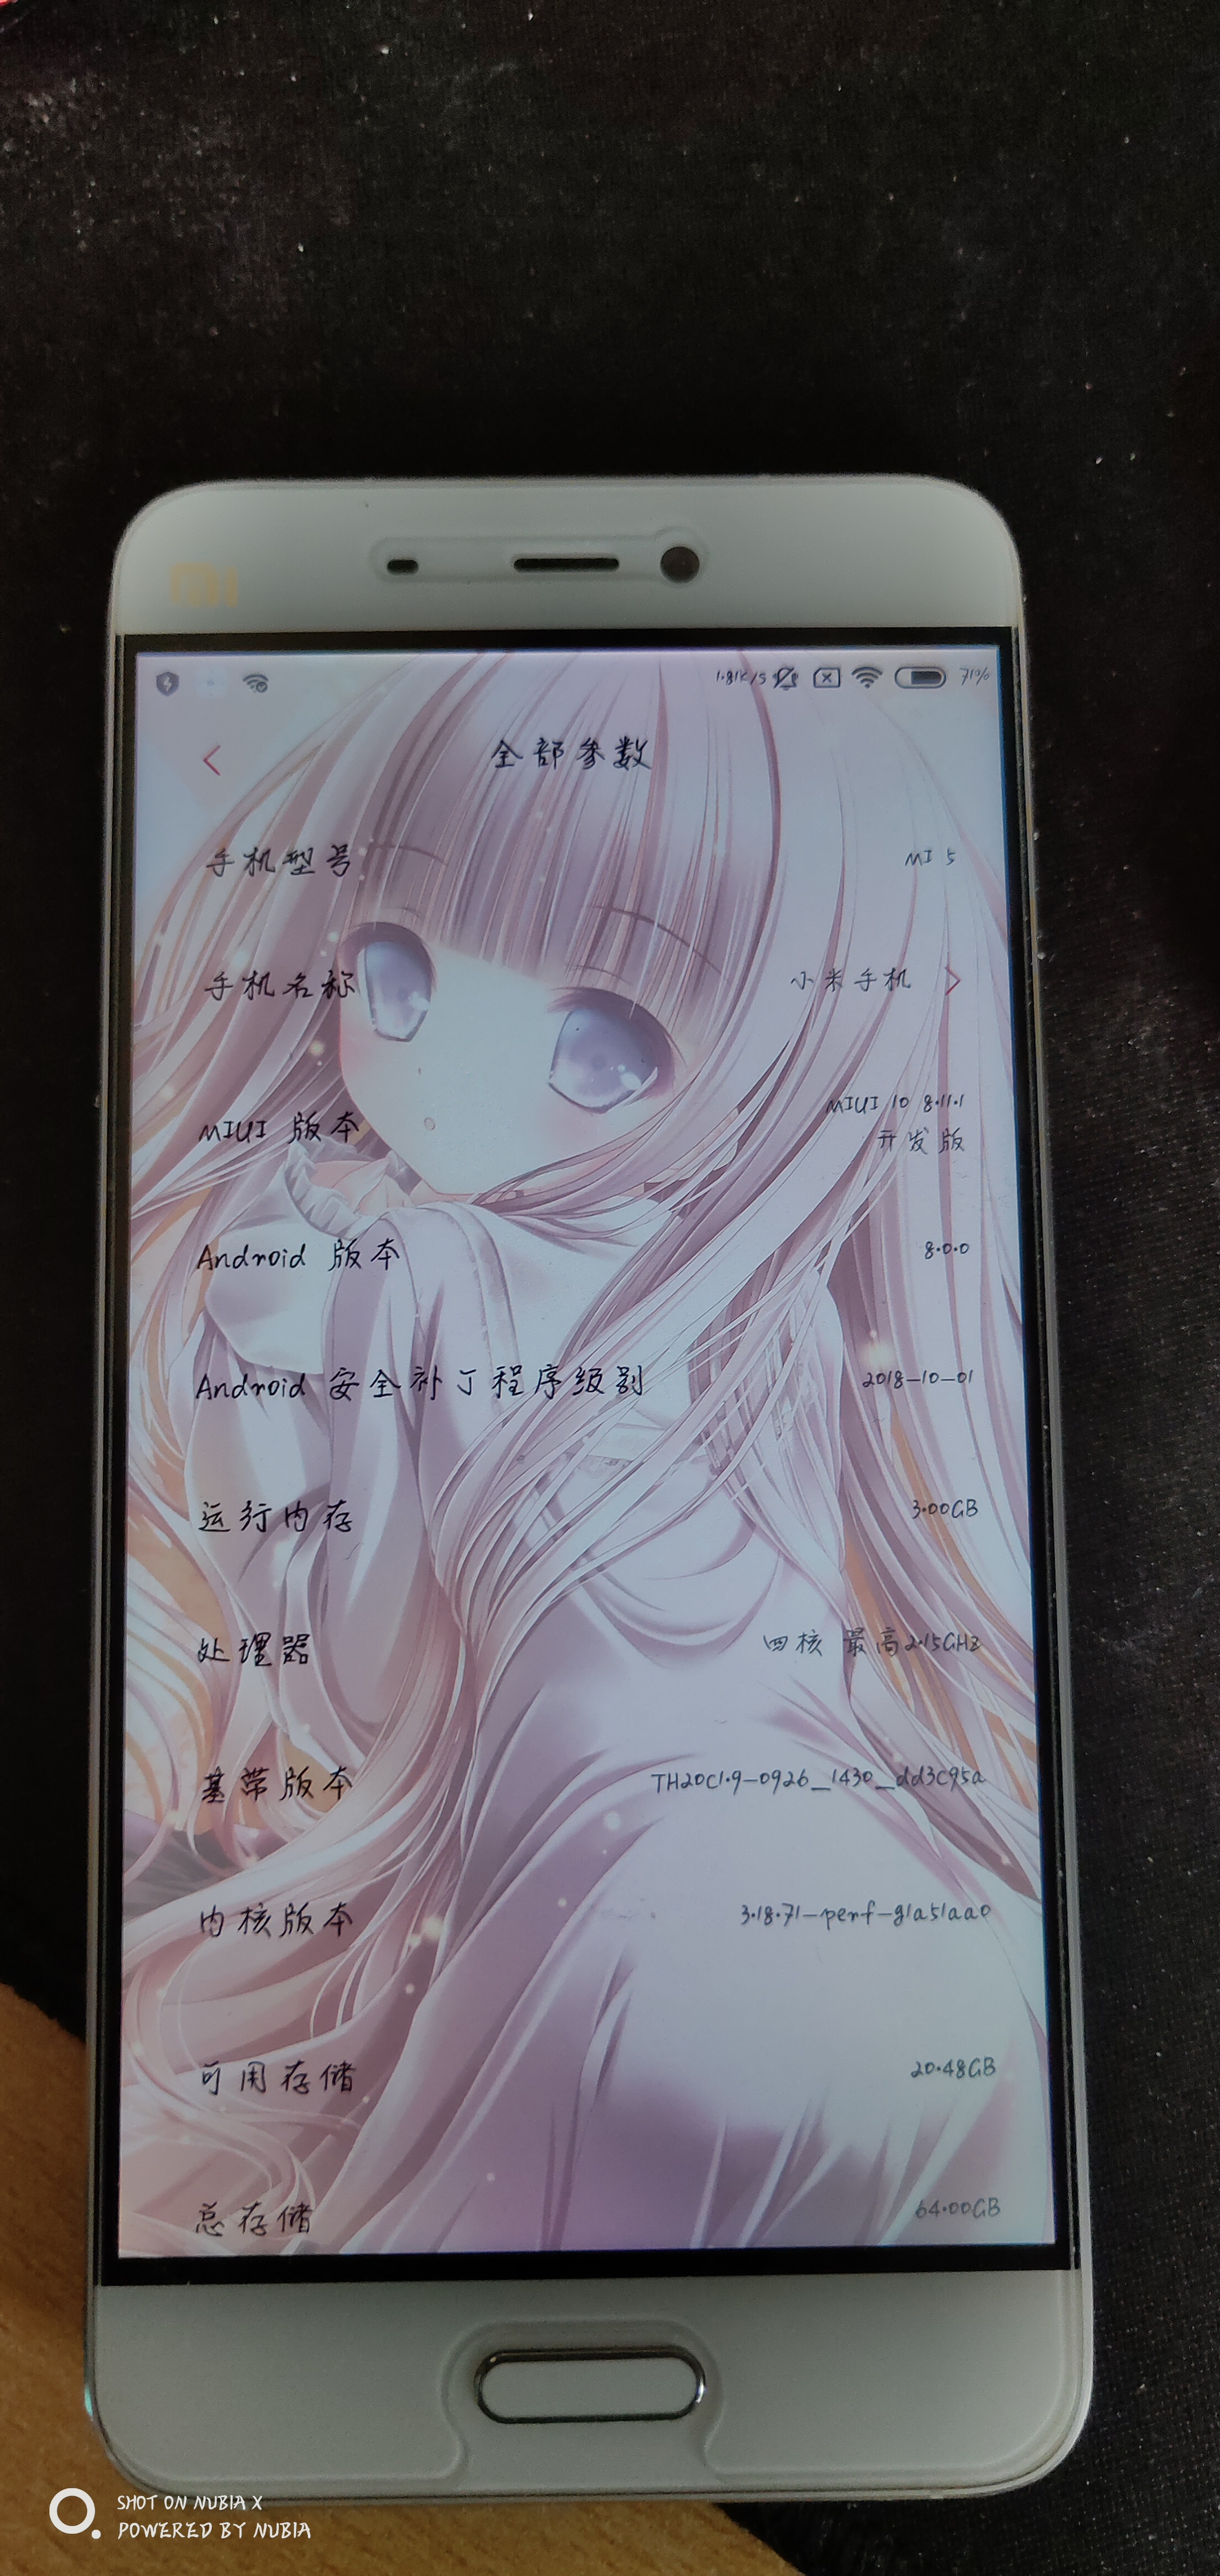 MI
1.81K/S 71%
全部参数
手机型号 MI 5
手机名称 小米手机
MIUI 版本 MIUI 10 8.11.1
开发版
Android 版本 8.0.0
Android 安全补丁程序级别 2018-10-01
运行内存 3.00GB
处理器 四核 最高2.15GHz
基带版本 TH20C1.9-0926_1430_dd3c95a
内核版本 3.18.71-perf-g1a51aa0
可用存储 20.48GB
总存储 64.00GB
SHOT ON NUBIA X
POWERED BY NUBIA